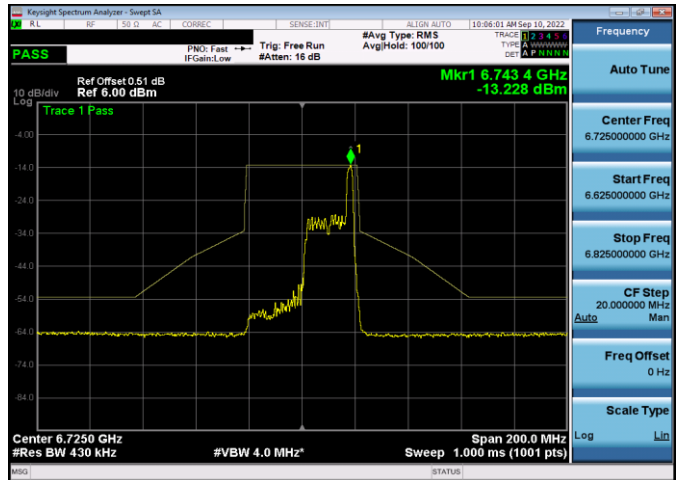 Keysight Spectrum Analyzer - Swept SA
RL RF 50 Ω AC CORREC SENSE:INT ALIGN AUTO 10:06:01 AM Sep 10, 2022
PASS
PNO: Fast
IFGain:Low
Trig: Free Run
#Atten: 16 dB
#Avg Type: RMS
Avg|Hold: 100/100
TRACE 1 2 3 4 5 6
TYPE A WWWWW
DET A P N N N N
Frequency
Ref Offset 0.51 dB
10 dB/div Ref 6.00 dBm
Mkr1 6.743 4 GHz
-13.228 dBm
Log
Trace 1 Pass
1
-4.00
-14.0
-24.0
-34.0
-44.0
-54.0
-64.0
-74.0
-84.0
Center 6.7250 GHz Span 200.0 MHz
#Res BW 430 kHz #VBW 4.0 MHz* Sweep 1.000 ms (1001 pts)
MSG STATUS
Auto Tune
Center Freq
6.725000000 GHz
Start Freq
6.625000000 GHz
Stop Freq
6.825000000 GHz
CF Step
20.000000 MHz
Auto Man
Freq Offset
0 Hz
Scale Type
Log Lin